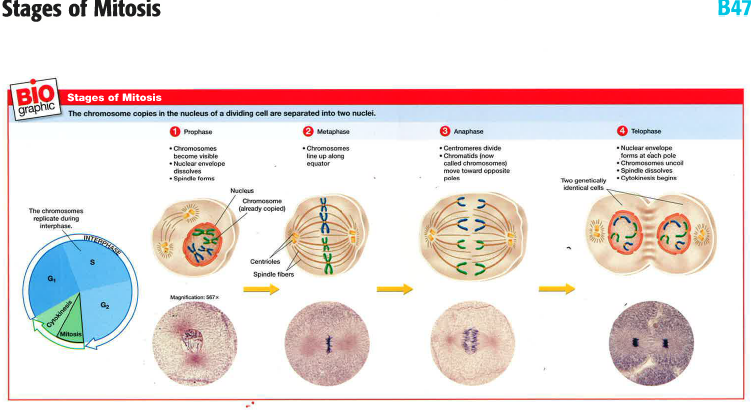 Stages of Mitosis
B47
BIO
graphic
Stages of Mitosis
The chromosome copies in the nucleus of a dividing cell are separated into two nuclei.
1 Prophase
• Chromosomes
become visible
• Nuclear envelope
dissolves
• Spindle forms
2 Metaphase
• Chromosomes
line up along
equator
3 Anaphase
• Centromeres divide
• Chromatids (now
called chromosomes)
move toward opposite
poles
4 Telophase
• Nuclear envelope
forms at each pole
• Chromosomes uncoil
• Spindle dissolves
• Cytokinesis begins
Two genetically
identical cells
Nucleus
Chromosome
(already copied)
The chromosomes
replicate during
interphase.
INTERPHASE
S
G1
G2
Cytokinesis
Mitosis
Centrioles
Spindle fibers
Magnification: 567×